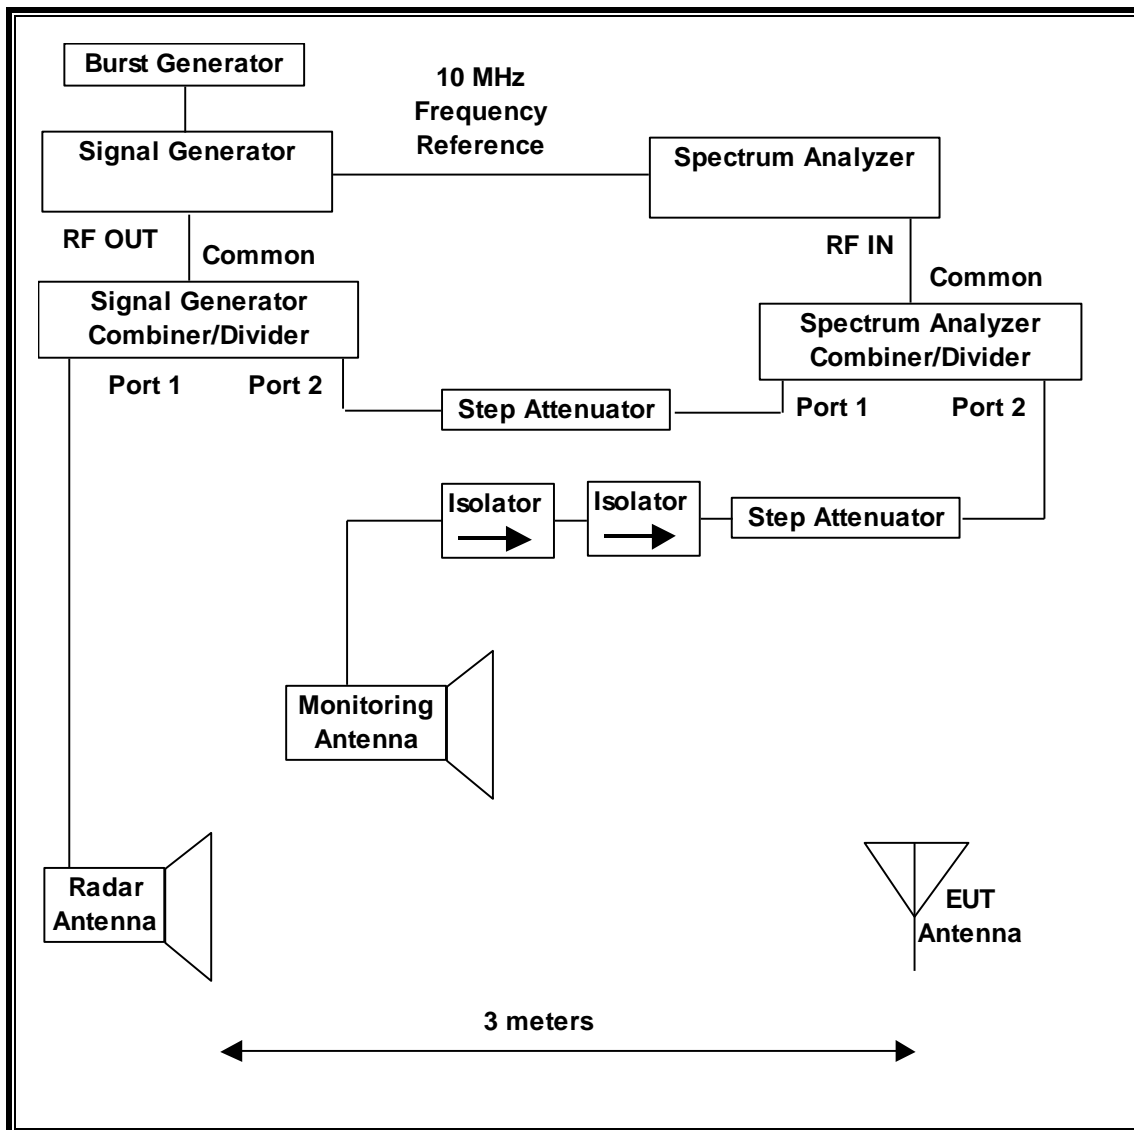 Burst Generator
10 MHz
Frequency
Reference
Signal Generator
Spectrum Analyzer
RF OUT
Common
RF IN
Common
Signal Generator
Combiner/Divider
Spectrum Analyzer
Combiner/Divider
Port 1
Port 2
Step Attenuator
Port 1
Port 2
Isolator
Isolator
Step Attenuator
Monitoring
Antenna
Radar
Antenna
EUT
Antenna
3 meters